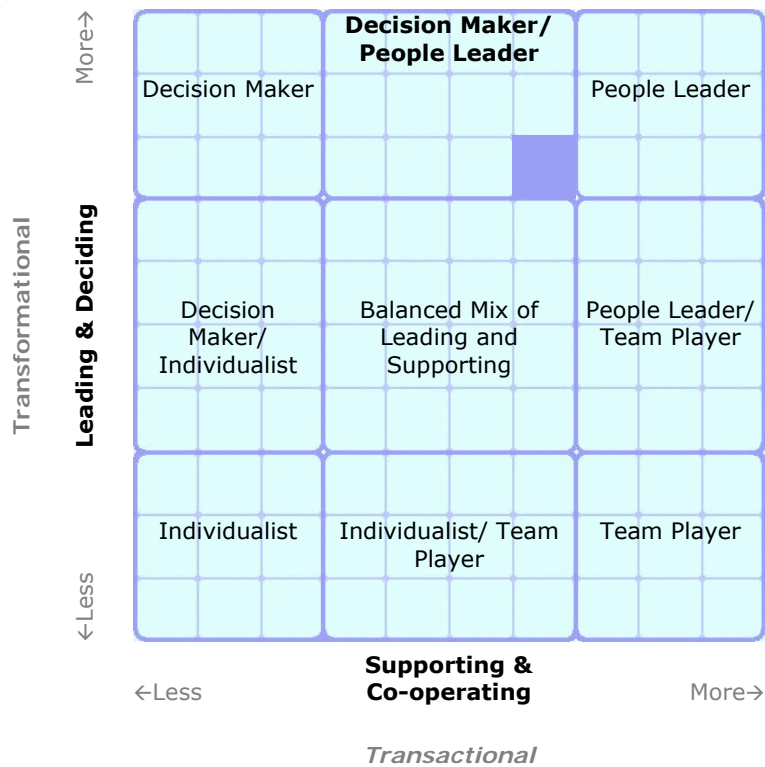 More→
Decision Maker/
People Leader
Decision Maker
People Leader
Transformational
Leading & Deciding
Decision
Maker/
Individualist
Balanced Mix of
Leading and
Supporting
People Leader/
Team Player
Individualist
Individualist/ Team
Player
Team Player
←Less
←Less
Supporting &
Co-operating
More→
Transactional